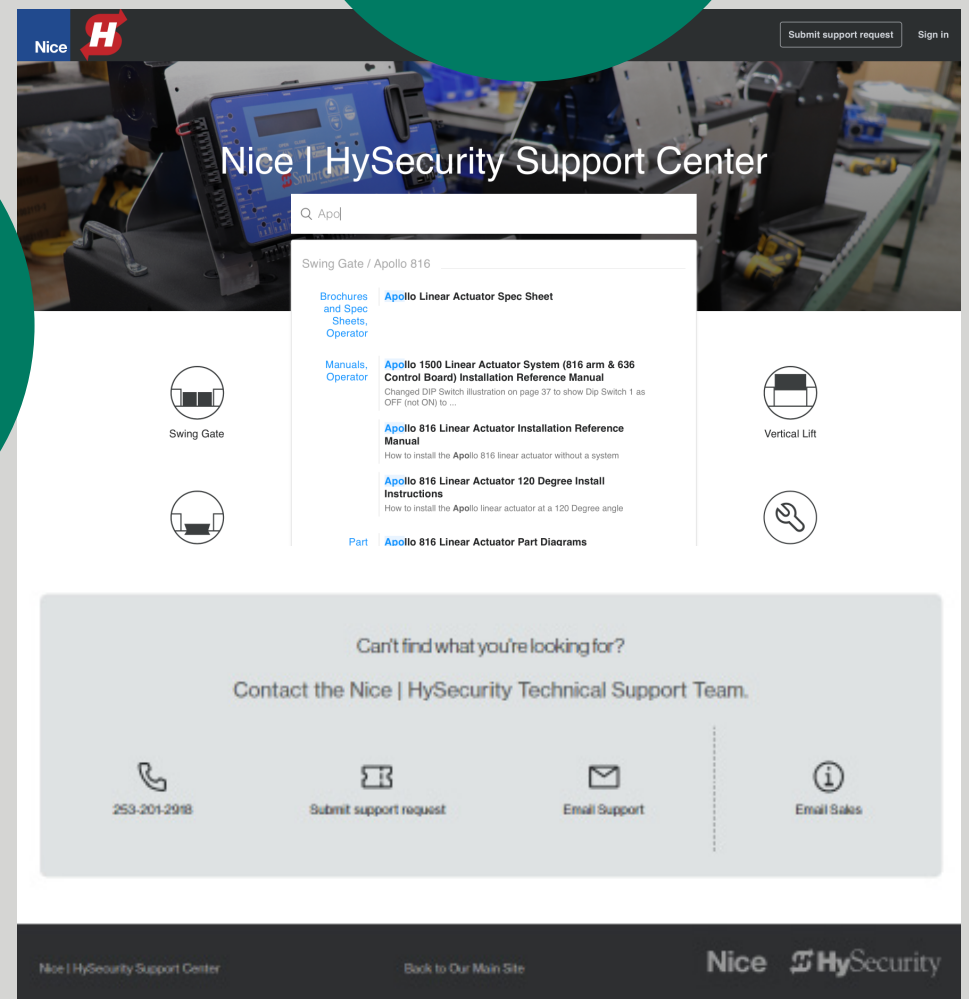 Nice
H
Submit support request
Sign in
SmartCNTRL
Nice | HySecurity Support Center
Apo
Swing Gate / Apollo 816
Brochures
and Spec
Sheets,
Operator
Apollo Linear Actuator Spec Sheet
Manuals,
Operator
Apollo 1500 Linear Actuator System (816 arm & 636
Control Board) Installation Reference Manual
Changed DIP Switch illustration on page 37 to show Dip Switch 1 as
OFF (not ON) to ...
Apollo 816 Linear Actuator Installation Reference
Manual
How to install the Apollo 816 linear actuator without a system
Apollo 816 Linear Actuator 120 Degree Install
Instructions
How to install the Apollo linear actuator at a 120 Degree angle
Part
Apollo 816 Linear Actuator Part Diagrams
Swing Gate
Vertical Lift
Can't find what you're looking for?
Contact the Nice | HySecurity Technical Support Team.
253-201-2918
Submit support request
Email Support
Email Sales
Nice | HySecurity Support Center
Back to Our Main Site
Nice
HySecurity